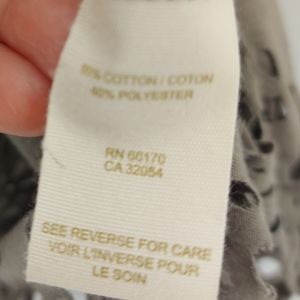 COTTON / COTON
POLYESTER
RN 66170
CA 32054
SEE REVERSE FOR CARE
VOIR L'INVERSE POUR
LE SOIN